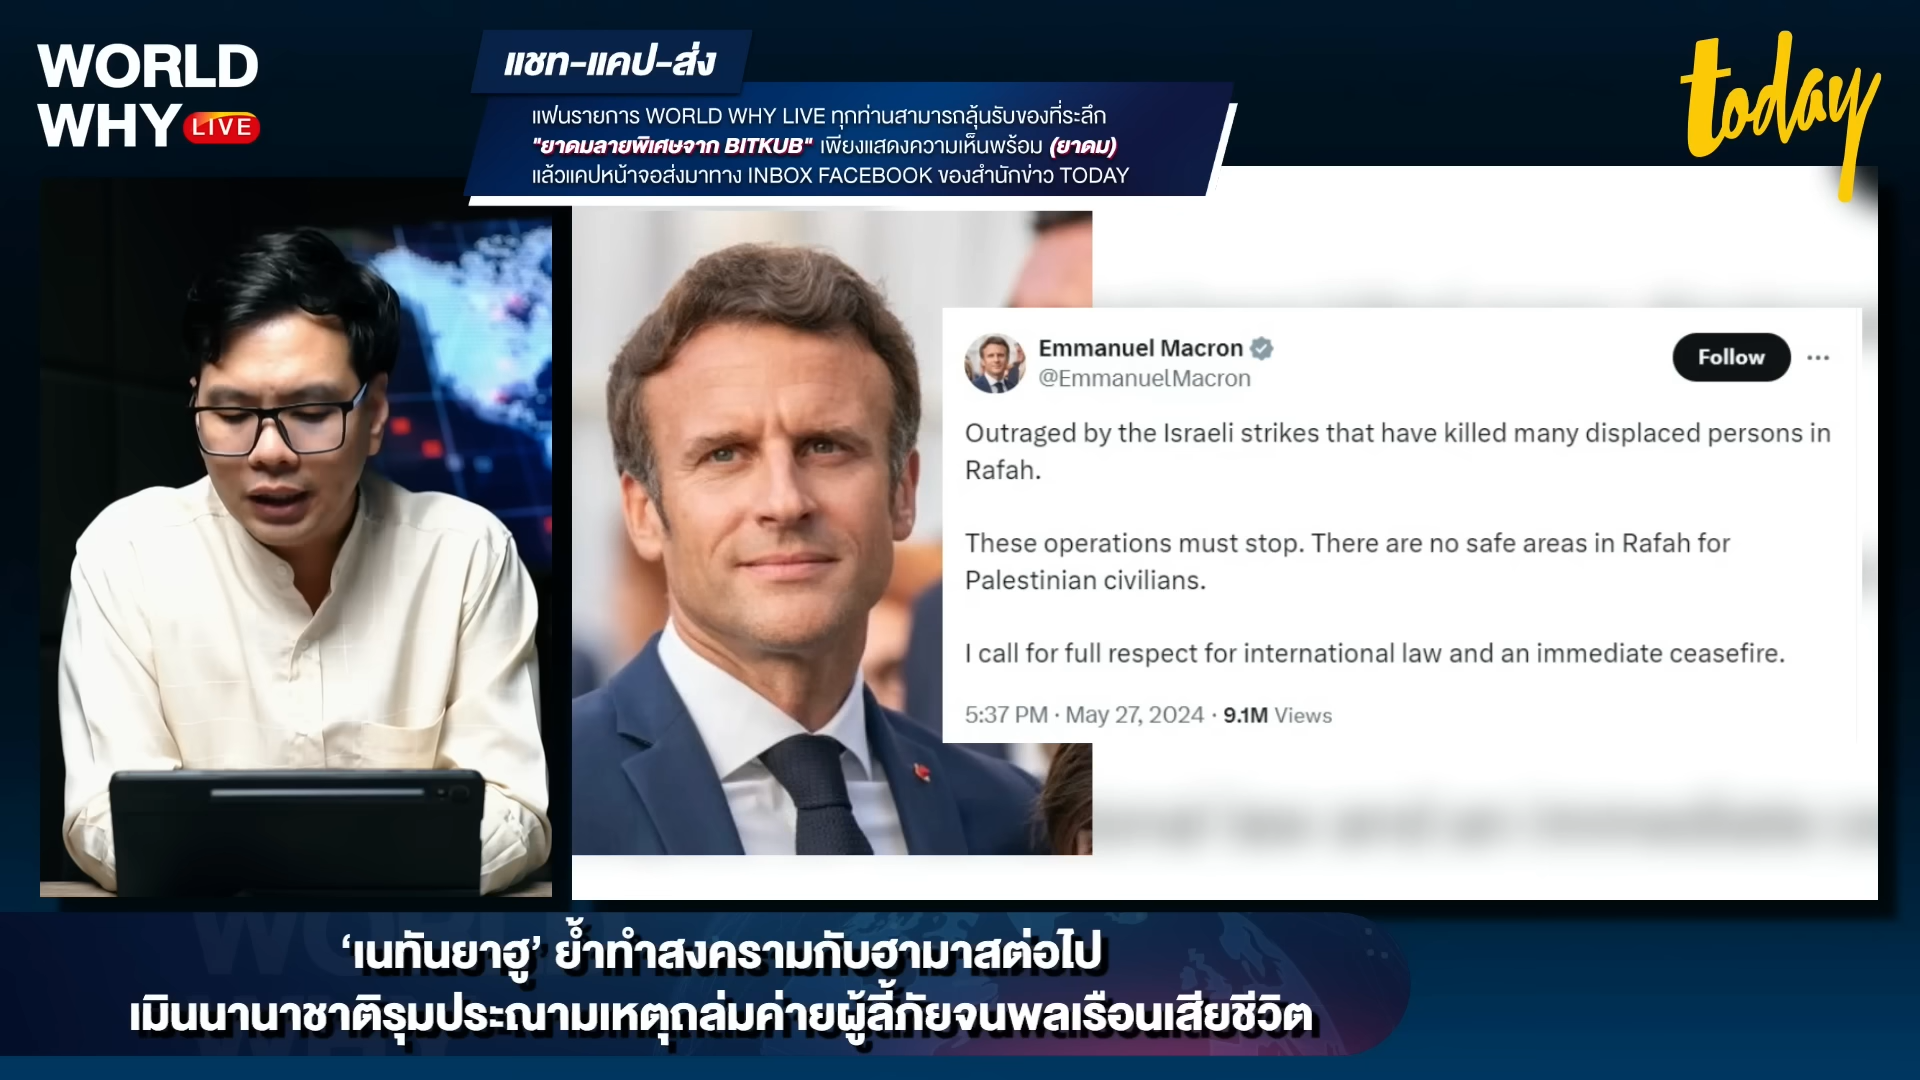 WORLD
WHY LIVE
แชท-แคป-ส่ง
แฟนรายการ WORLD WHY LIVE ทุกท่านสามารถลุ้นรับของที่ระลึก
"ยาดมลายพิเศษจาก BITKUB" เพียงแสดงความเห็นพร้อม (ยาดม)
แล้วแคปหน้าจอส่งมาทาง INBOX FACEBOOK ของสำนักข่าว TODAY
today
Emmanuel Macron
@EmmanuelMacron
Follow
Outraged by the Israeli strikes that have killed many displaced persons in
Rafah.
These operations must stop. There are no safe areas in Rafah for
Palestinian civilians.
I call for full respect for international law and an immediate ceasefire.
5:37 PM · May 27, 2024 · 9.1M Views
‘เนทันยาฮู’ ย้ำทำสงครามกับฮามาสต่อไป
เมินนานาชาติรุมประณามเหตุถล่มค่ายผู้ลี้ภัยจนพลเรือนเสียชีวิต